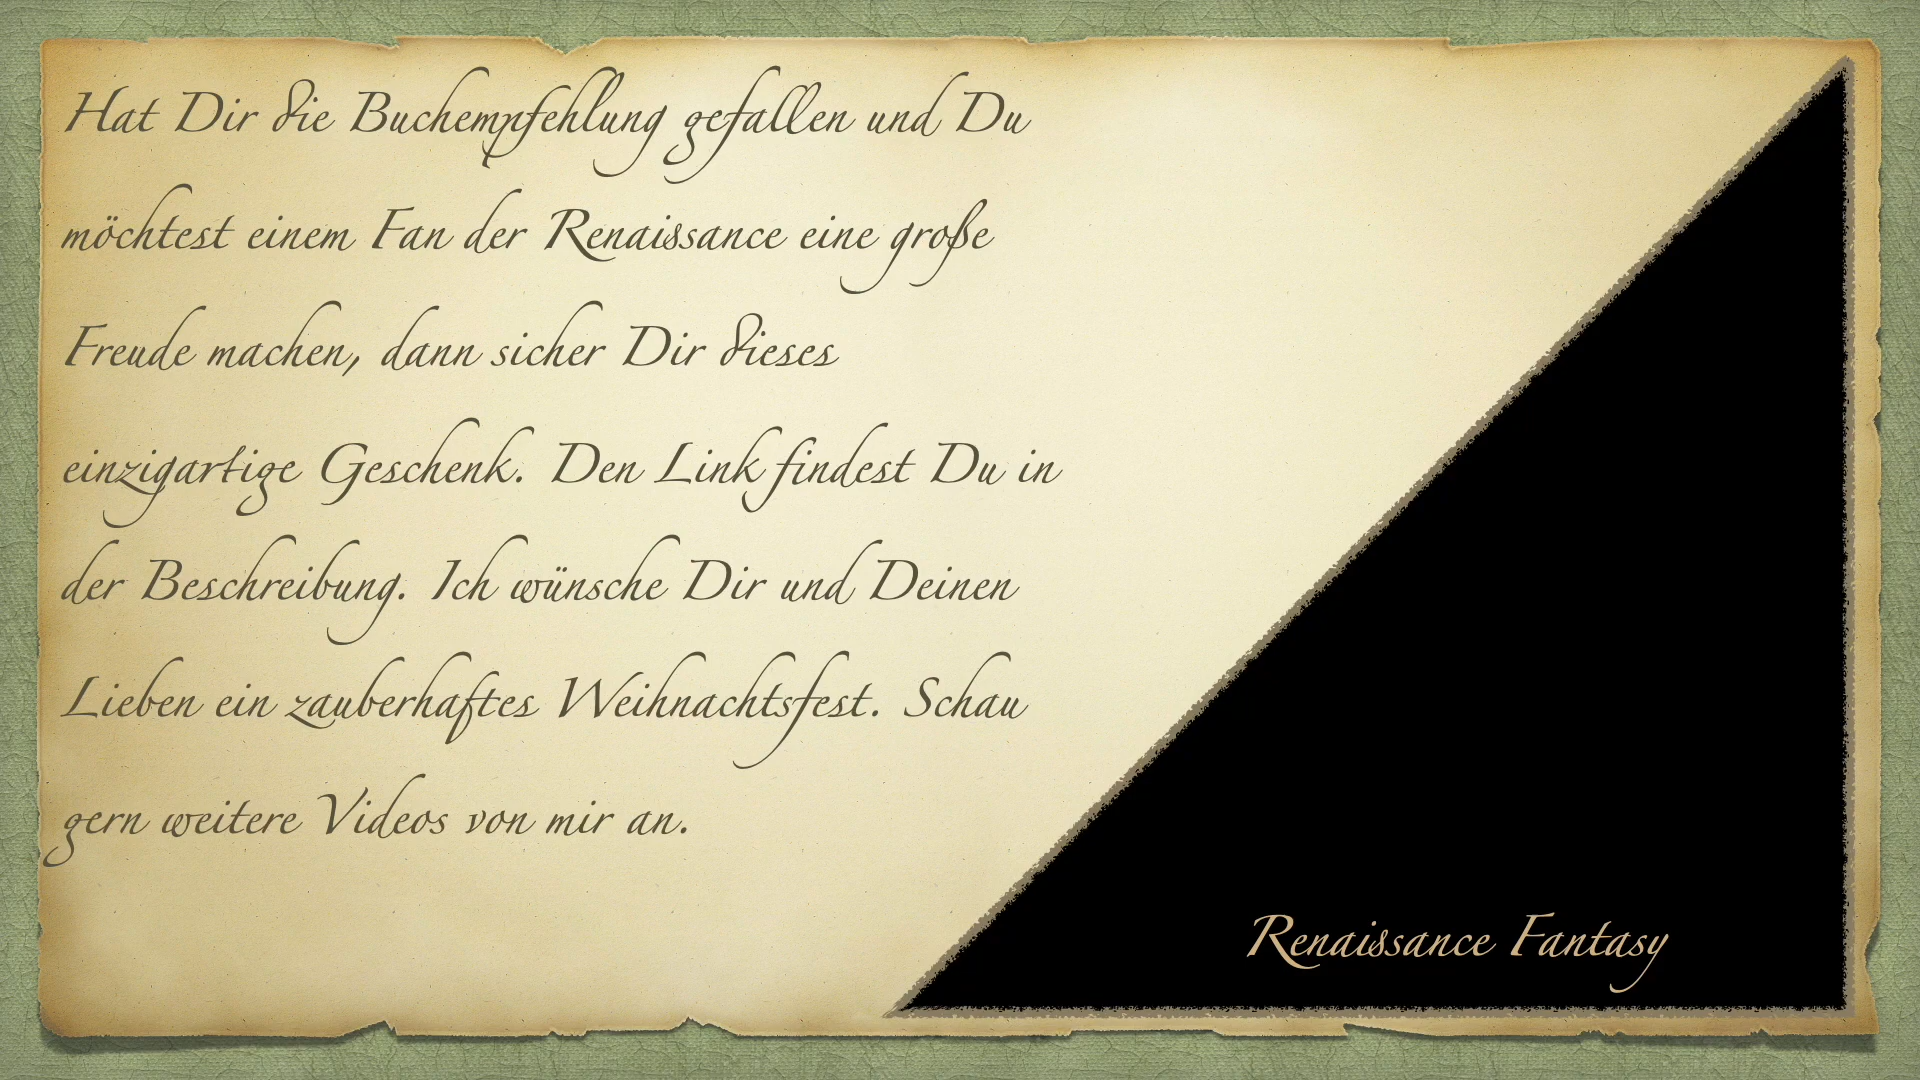 Hat Dir die Buchempfehlung gefallen und Du
möchtest einem Fan der Renaissance eine große
Freude machen, dann sicher Dir dieses
einzigartige Geschenk. Den Link findest Du in
der Beschreibung. Ich wünsche Dir und Deinen
Lieben ein zauberhaftes Weihnachtsfest. Schau
gern weitere Videos von mir an.
Renaissance Fantasy